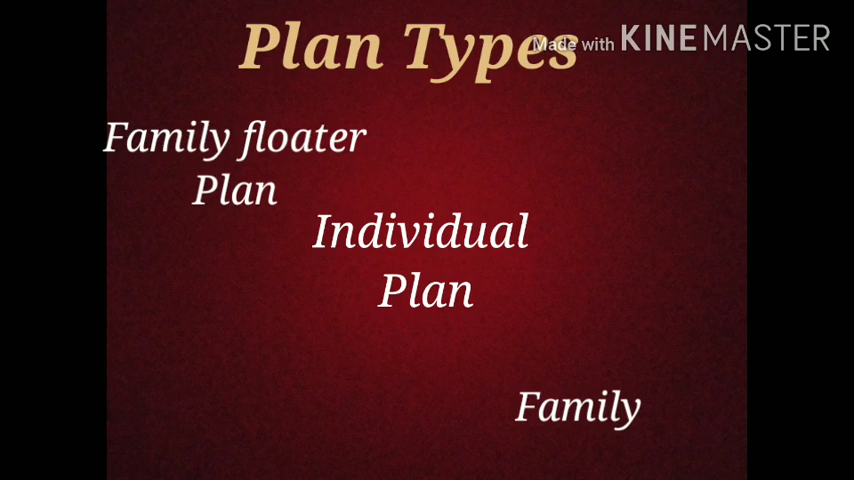 Plan Types
Made with KINEMASTER
Family floater
Plan
Individual
Plan
Family